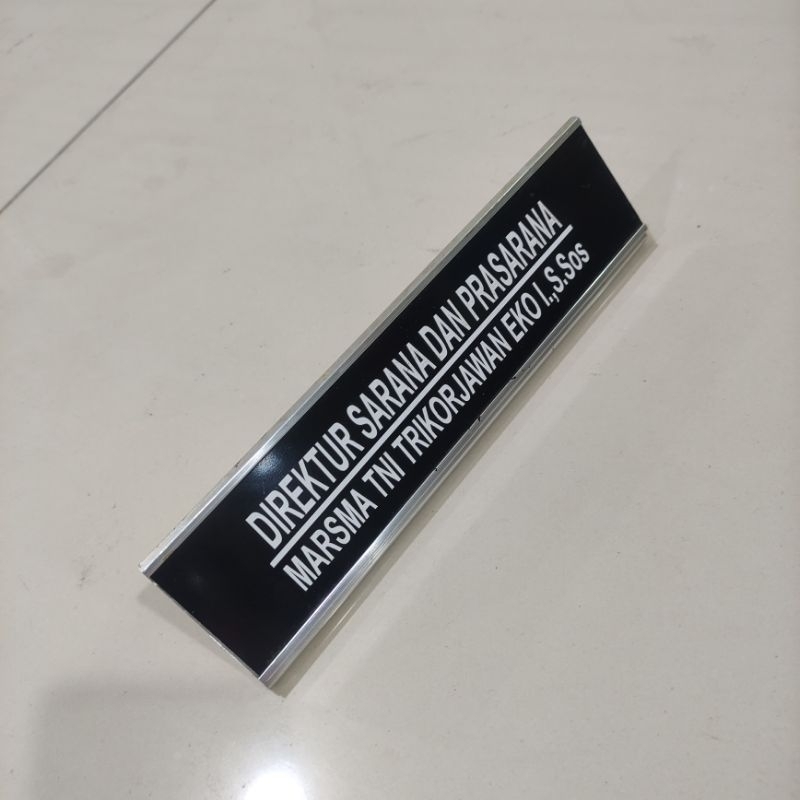 DIREKTUR SARANA DAN PRASARANA
MARSMA TNI TRIKORJAWAN EKO I.,S.Sos